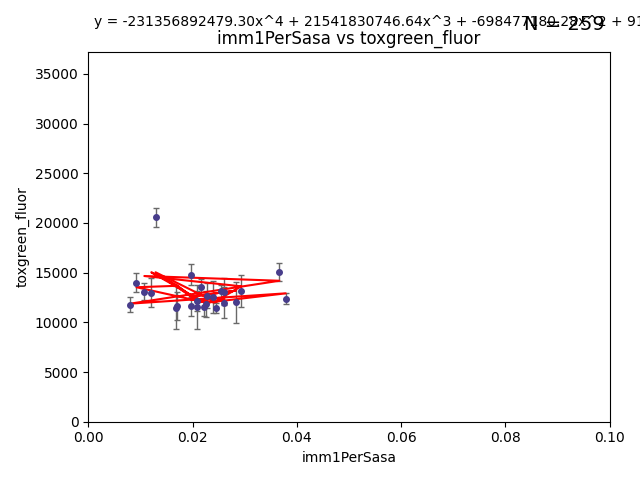 y = -231356892479.30x^4 + 21541830746.64x^3 +
N = 259
imm1PerSasa vs toxgreen_fluor
35000
30000
25000
20000
15000
10000
5000
0
toxgreen_fluor
0.00 0.02 0.04 0.06 0.08 0.10
imm1PerSasa